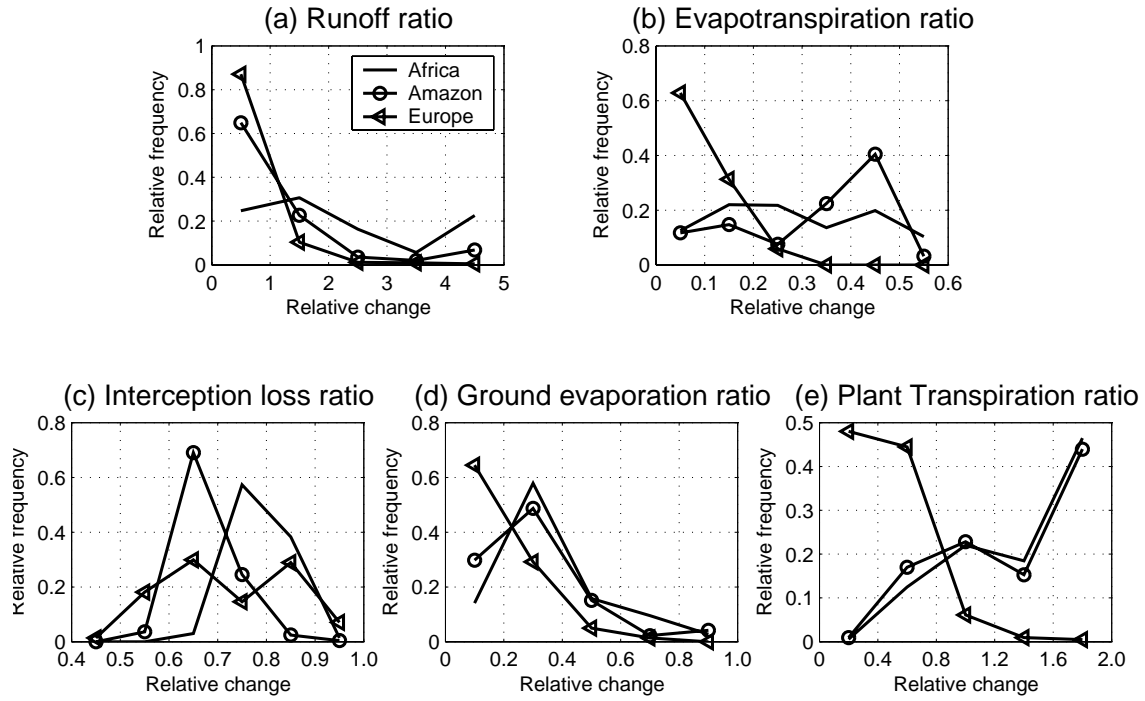 (a) Runoff ratio
1
0.8
0.6
0.4
0.2
0
Relative frequency
0 1 2 3 4 5
Relative change
Africa
Amazon
Europe
(b) Evapotranspiration ratio
0.8
0.6
0.4
0.2
0
Relative frequency
0 0.1 0.2 0.3 0.4 0.5 0.6
Relative change
(c) Interception loss ratio
0.8
0.6
0.4
0.2
0
Relative frequency
0.4 0.5 0.6 0.7 0.8 0.9 1.0
Relative change
(d) Ground evaporation ratio
0.8
0.6
0.4
0.2
0
Relative frequency
0 0.2 0.4 0.6 0.8 1.0
Relative change
(e) Plant Transpiration ratio
0.5
0.4
0.3
0.2
0.1
0
Relative frequency
0 0.4 0.8 1.2 1.6 2.0
Relative change